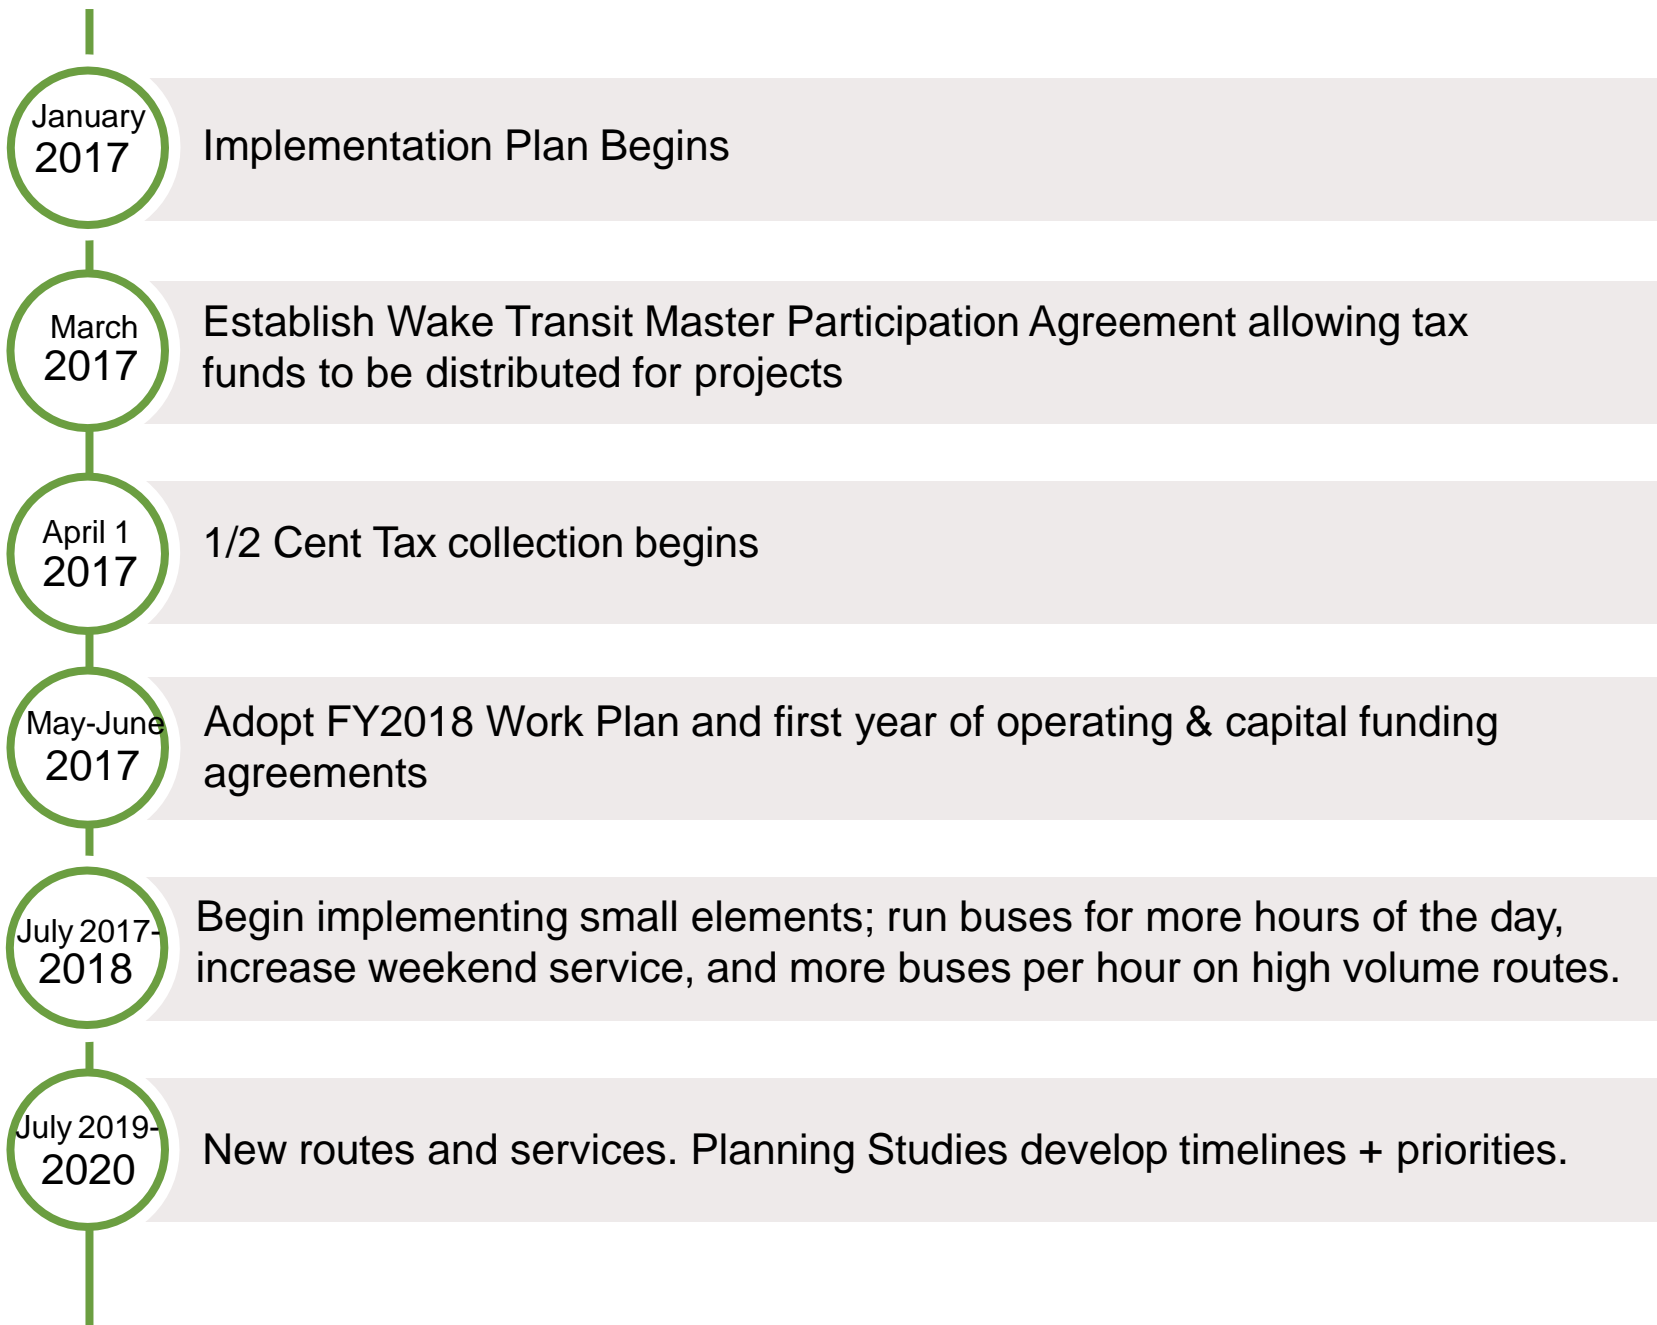 January
2017
Implementation Plan Begins
March
2017
Establish Wake Transit Master Participation Agreement allowing tax
funds to be distributed for projects
April 1
2017
1/2 Cent Tax collection begins
May-June
2017
Adopt FY2018 Work Plan and first year of operating & capital funding
agreements
July 2017-
2018
Begin implementing small elements; run buses for more hours of the day,
increase weekend service, and more buses per hour on high volume routes.
July 2019-
2020
New routes and services. Planning Studies develop timelines + priorities.